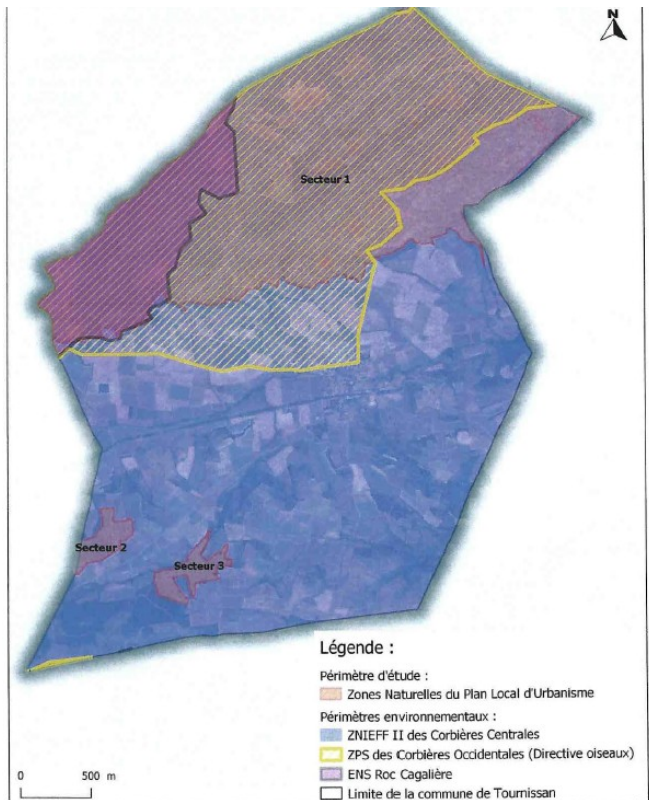 N
Secteur 1
Secteur 2
Secteur 3
Légende :
Périmètre d'étude :
Zones Naturelles du Plan Local d'Urbanisme
Périmètres environnementaux :
ZNIEFF II des Corbières Centrales
ZPS des Corbières Occidentales (Directive oiseaux)
ENS Roc Cagalière
Limite de la commune de Tournissan
0 500 m